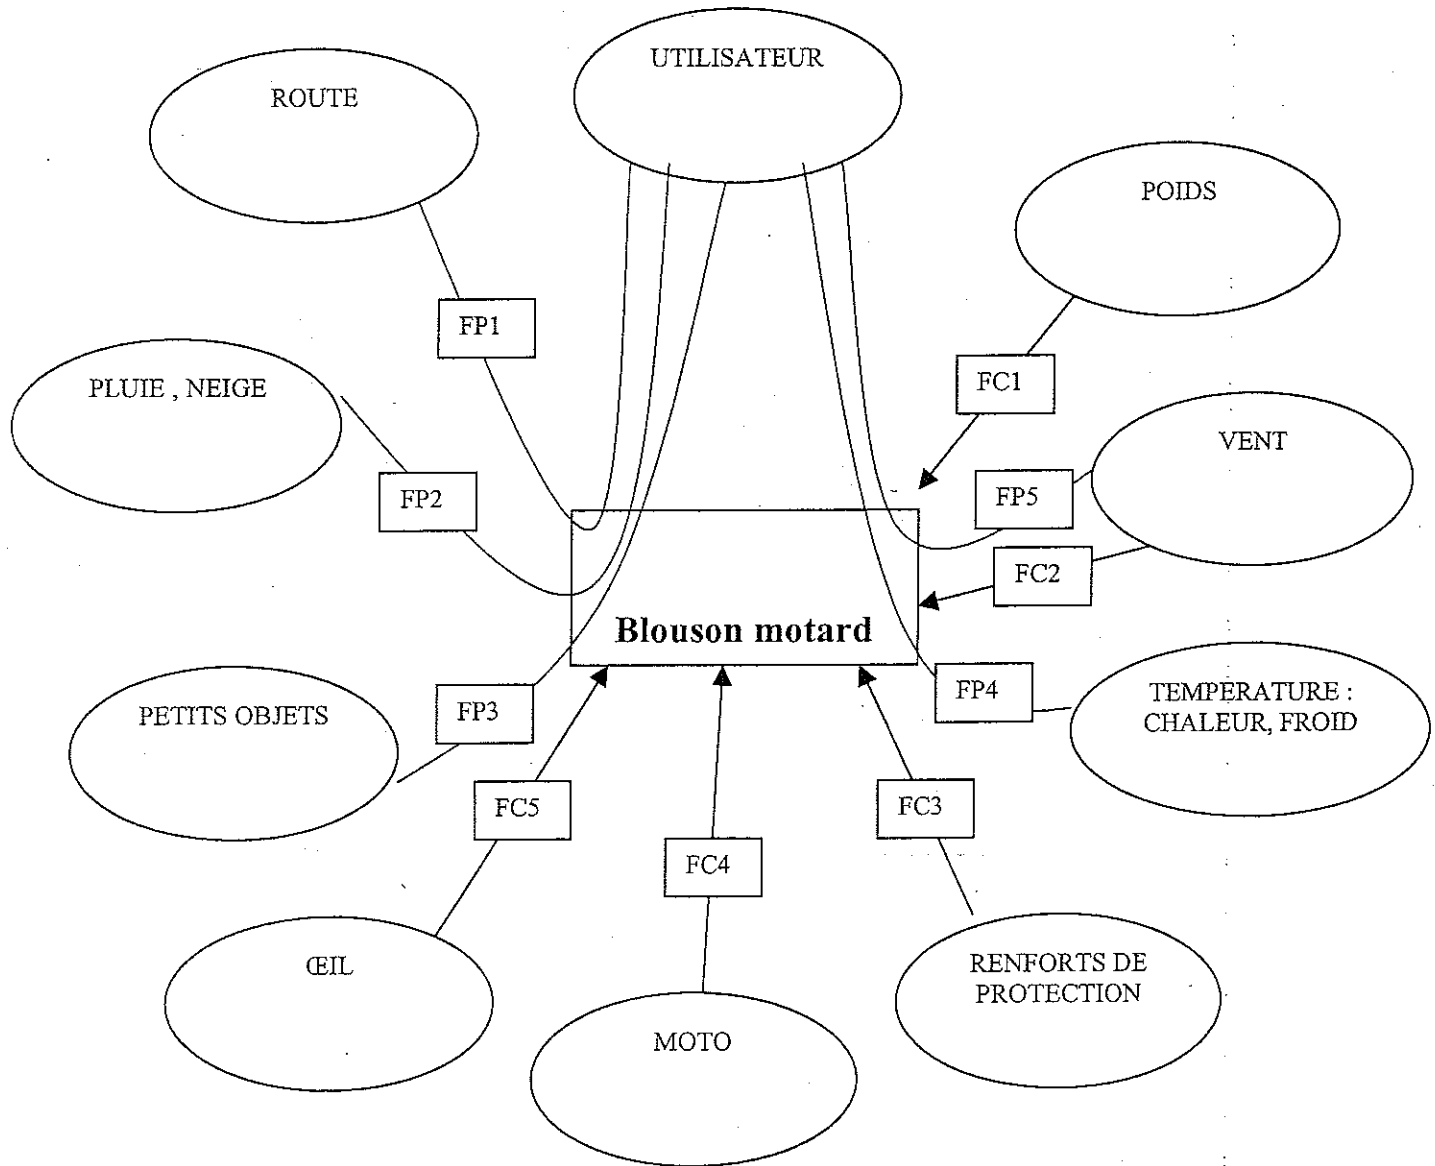 UTILISATEUR
ROUTE
POIDS
FP1
FC1
PLUIE , NEIGE
VENT
FP2
FP5
FC2
Blouson motard
FP4
TEMPERATURE :
CHALEUR, FROID
PETITS OBJETS
FP3
FC5
FC3
FC4
ŒIL
RENFORTS DE
PROTECTION
MOTO